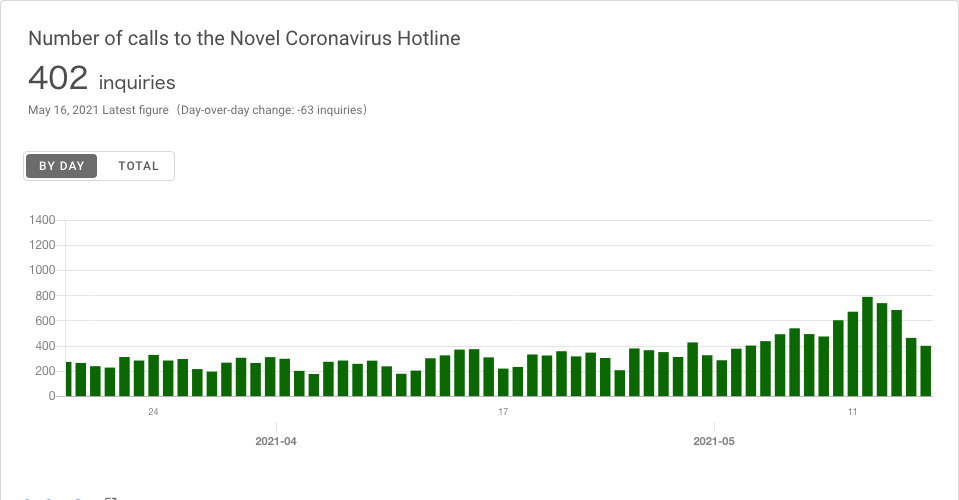 Number of calls to the Novel Coronavirus Hotline
402 inquiries
May 16, 2021 Latest figure（Day-over-day change: -63 inquiries）
BY DAY TOTAL
1400
1200
1000
800
600
400
200
0
24 17 11
2021-04 2021-05